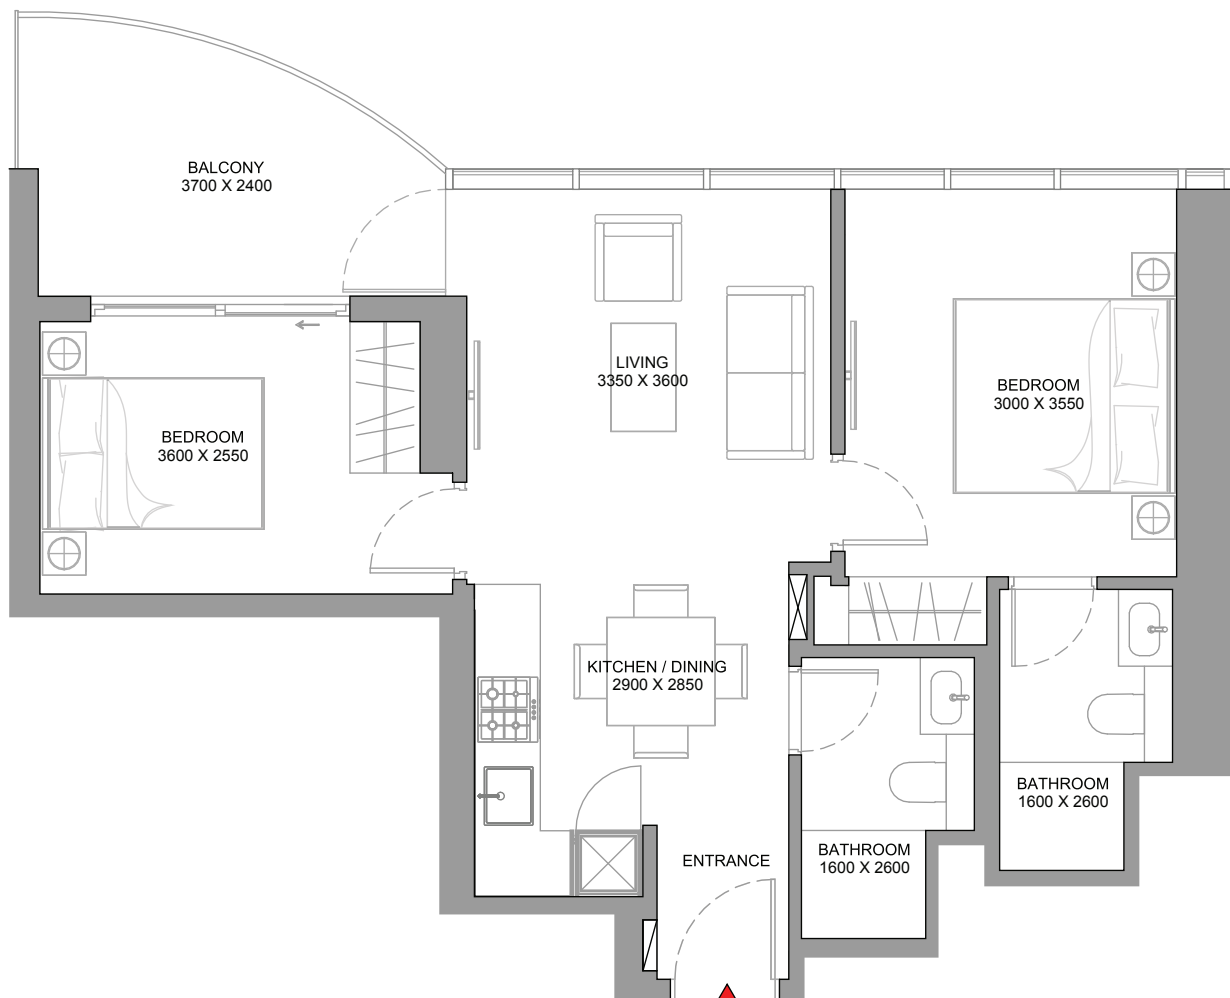 BALCONY
3700 X 2400
LIVING
3350 X 3600
BEDROOM
3000 X 3550
BEDROOM
3600 X 2550
KITCHEN / DINING
2900 X 2850
BATHROOM
1600 X 2600
BATHROOM
1600 X 2600
ENTRANCE